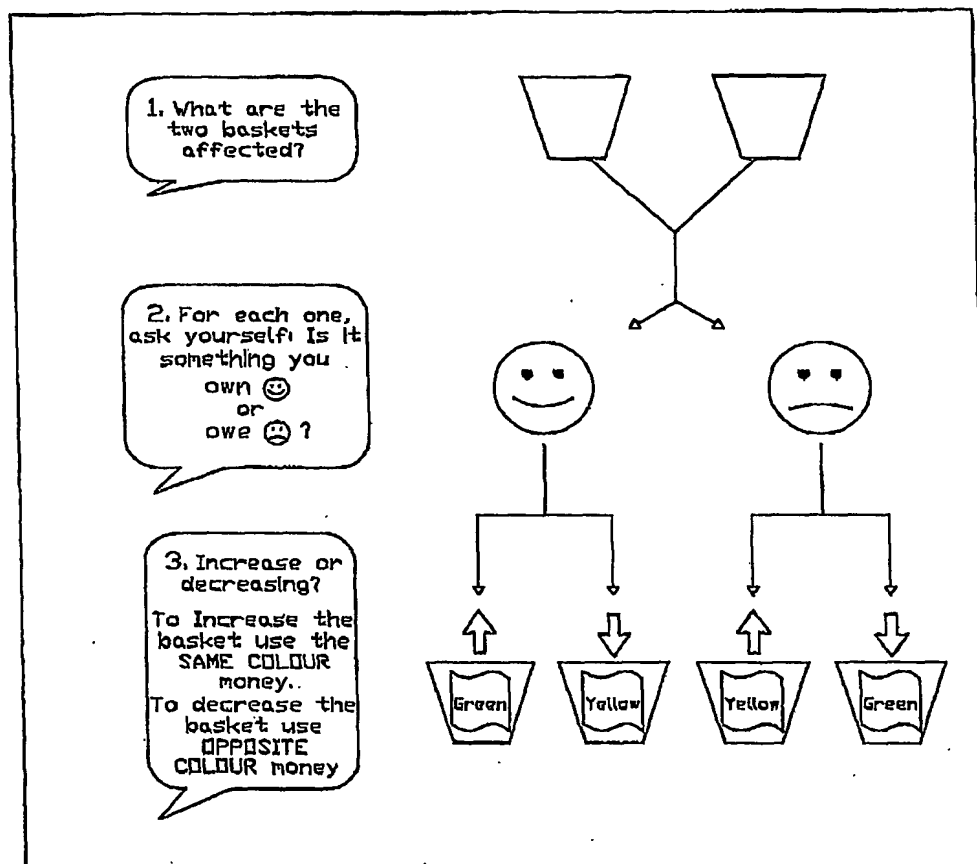 1. What are the
two baskets
affected?
2. For each one,
ask yourself: Is it
something you
own ☺
or
owe ☹ ?
3. Increase or
decreasing?
To Increase the
basket use the
SAME COLOUR
money..
To decrease the
basket use
OPPOSITE
COLOUR money
Green
Yellow
Yellow
Green